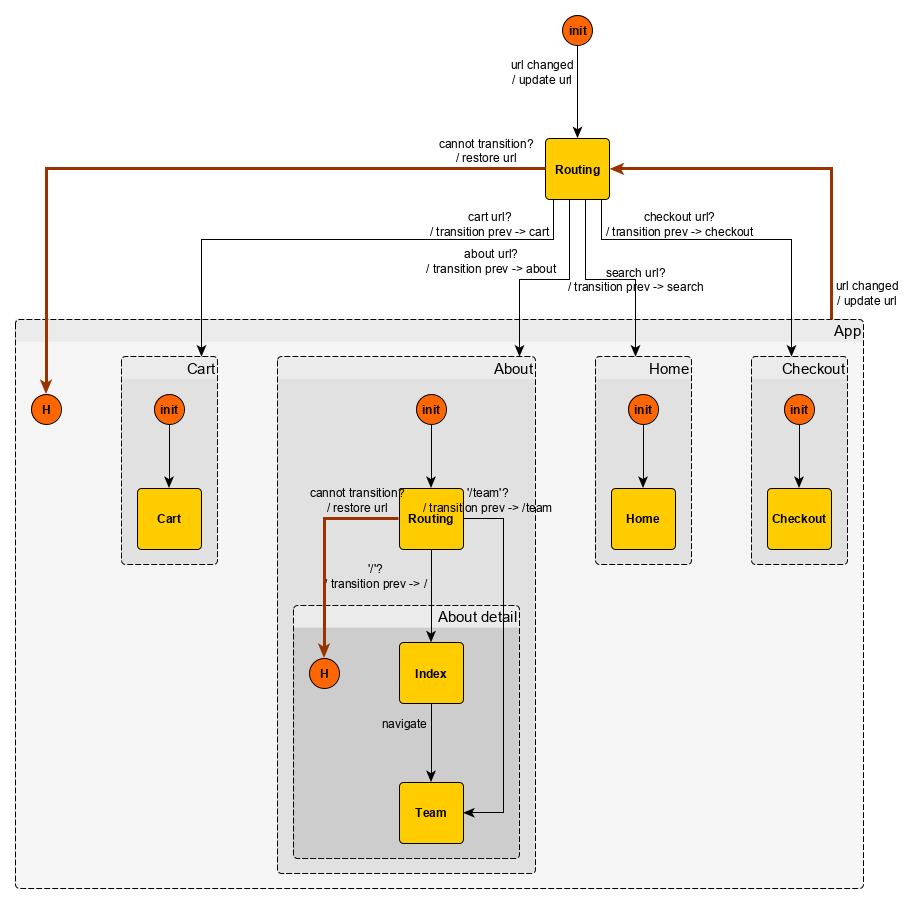 init
url changed
/ update url
cannot transition?
/ restore url
Routing
cart url?
/ transition prev -> cart
checkout url?
/ transition prev -> checkout
about url?
/ transition prev -> about
search url?
/ transition prev -> search
url changed
/ update url
App
Cart
About
Home
Checkout
H
init
init
init
init
cannot transition?
/ restore url
'/team'?
/ transition prev -> /team
Cart
Routing
Home
Checkout
'/'?
/ transition prev -> /
About detail
H
Index
navigate
Team